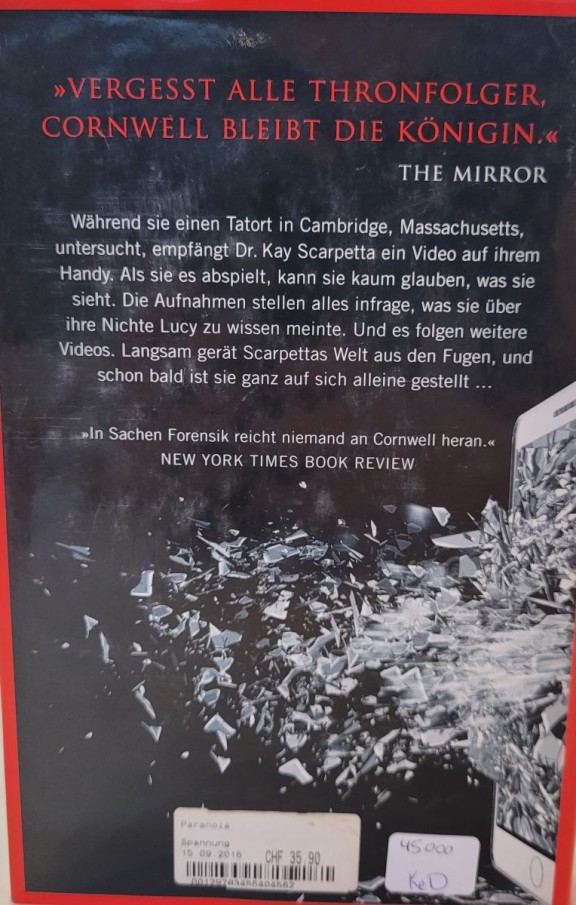 »VERGESST ALLE THRONFOLGER,
CORNWELL BLEIBT DIE KÖNIGIN.«
THE MIRROR
Während sie einen Tatort in Cambridge, Massachusetts,
untersucht, empfängt Dr. Kay Scarpetta ein Video auf ihrem
Handy. Als sie es abspielt, kann sie kaum glauben, was sie
sieht. Die Aufnahmen stellen alles infrage, was sie über
ihre Nichte Lucy zu wissen meinte. Und es folgen weitere
Videos. Langsam gerät Scarpettas Welt aus den Fugen, und
schon bald ist sie ganz auf sich alleine gestellt ...
»In Sachen Forensik reicht niemand an Cornwell heran.«
NEW YORK TIMES BOOK REVIEW
Paranoia
Spannung
15.09.2016 CHF 35.90
45000
KeD